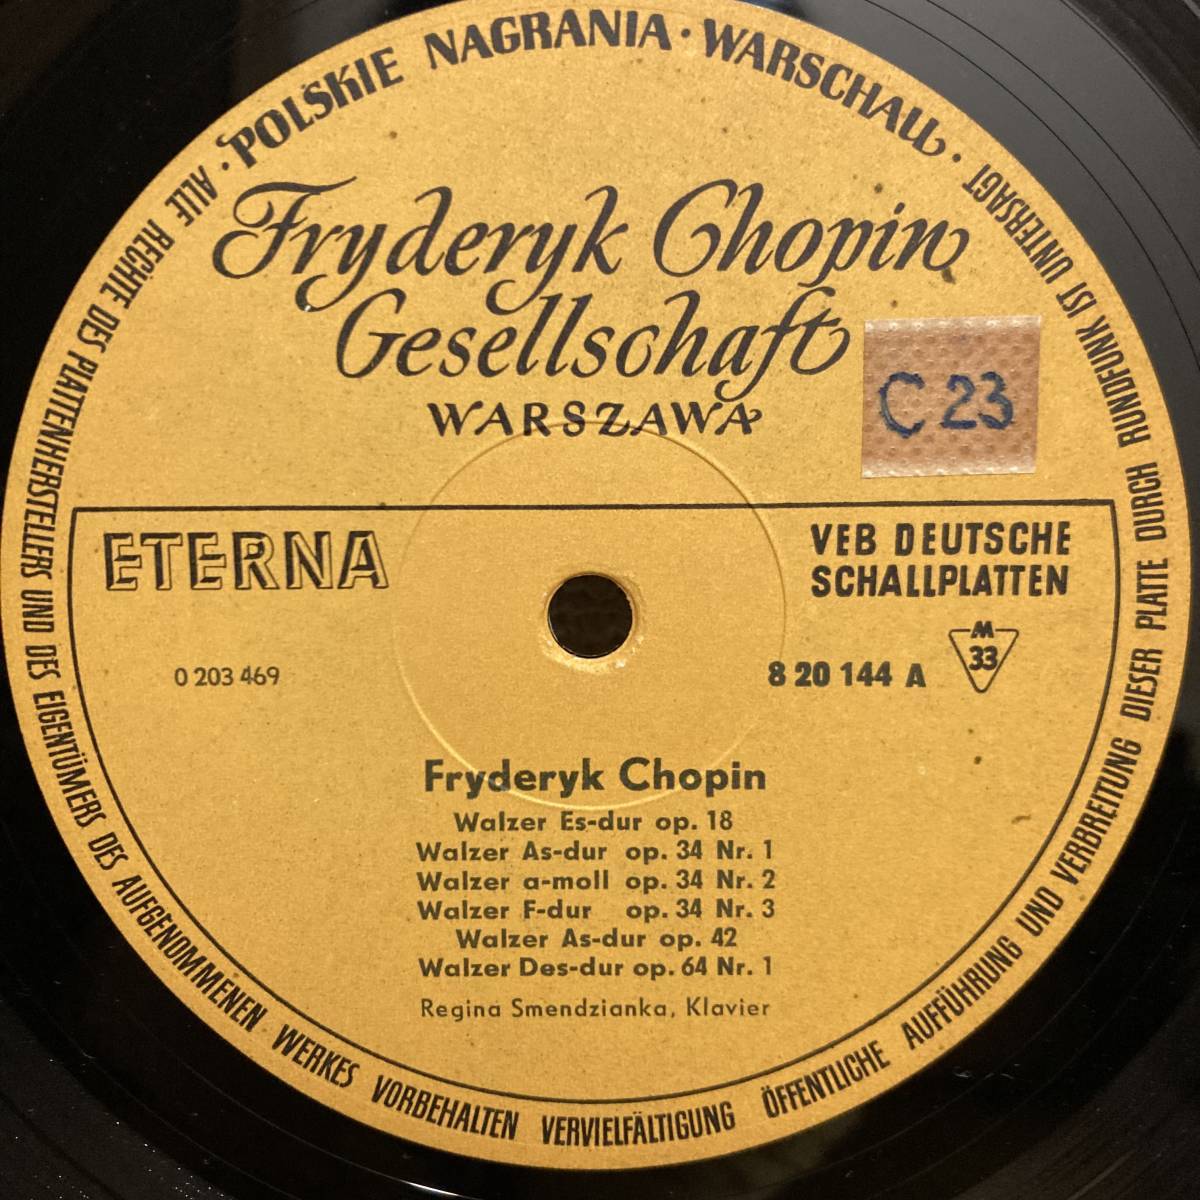 POLSKIE NAGRANIA · WARSCHAU ·
ALLE RECHTE DES PLATTENHERSTELLERS UND DES EIGENTÜMERS DES AUFGENOMMENEN WERKES VORBEHALTEN VERVIELFÄLTIGUNG ÖFFENTLICHE AUFFÜHRUNG UND VERBREITUNG DIESER PLATTE DURCH RUNDFUNK IST UNTERSAGT ·
Fryderyk Chopin
Gesellschaft
WARSZAWA
C 23
ETERNA
VEB DEUTSCHE
SCHALLPLATTEN
0 203 469
8 20 144 A
M
33
Fryderyk Chopin
Walzer Es-dur op. 18
Walzer As-dur op. 34 Nr. 1
Walzer a-moll op. 34 Nr. 2
Walzer F-dur op. 34 Nr. 3
Walzer As-dur op. 42
Walzer Des-dur op. 64 Nr. 1
Regina Smendzianka, Klavier